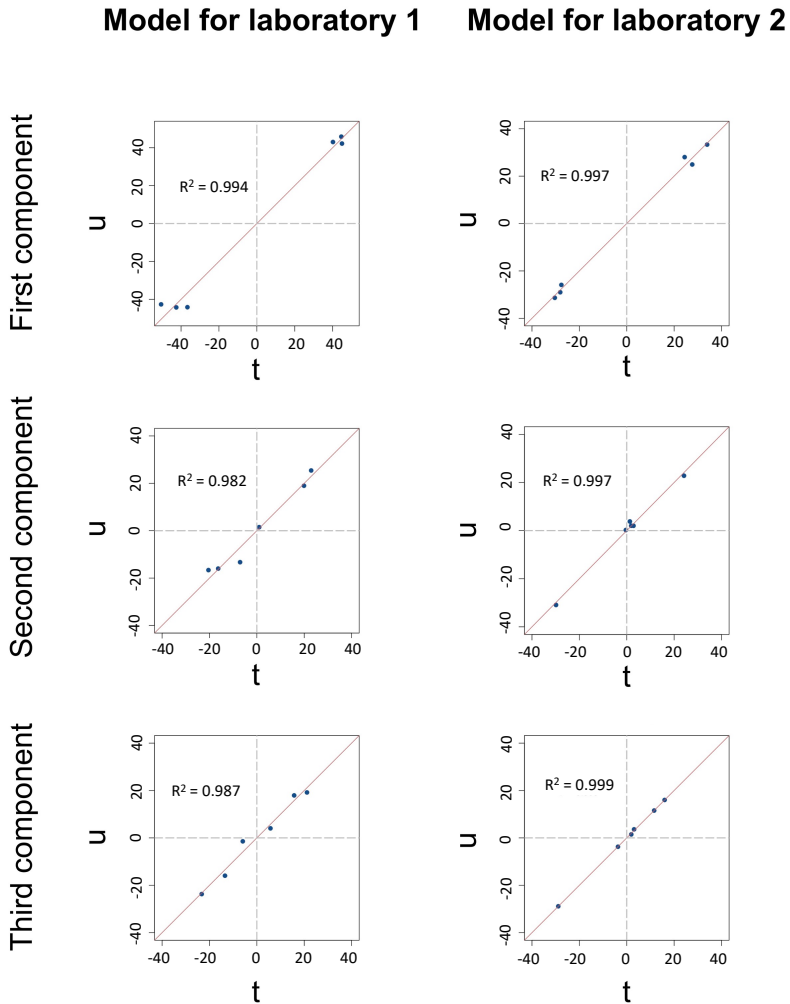 Model for laboratory 1
Model for laboratory 2
First component
40
20
0
-20
-40
u
R² = 0.994
-40 -20 0 20 40
t
40
20
0
-20
-40
u
R² = 0.997
-40 -20 0 20 40
t
Second component
40
20
0
-20
-40
u
R² = 0.982
-40 -20 0 20 40
t
40
20
0
-20
-40
u
R² = 0.997
-40 -20 0 20 40
t
Third component
40
20
0
-20
-40
u
R² = 0.987
-40 -20 0 20 40
t
40
20
0
-20
-40
u
R² = 0.999
-40 -20 0 20 40
t